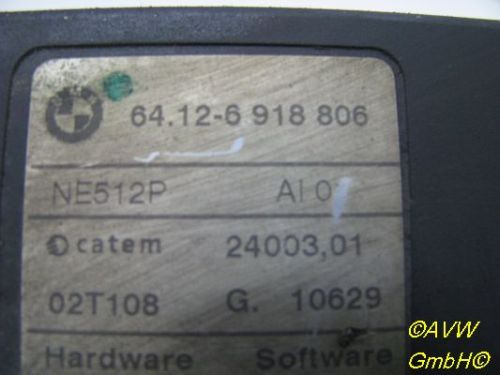 64.12-6 918 806
NE512P AI 0
catem 24003,01
02T108 G. 10629
Hardware Software
©AVW
GmbH©